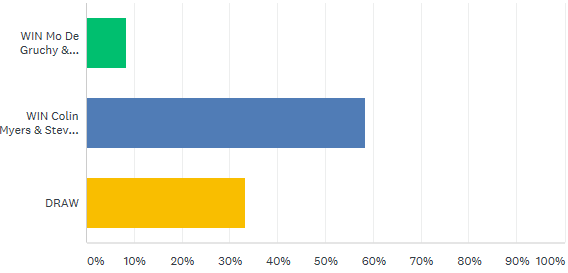 WIN Mo De
Gruchy &...
WIN Colin
Myers & Stev...
DRAW
0% 10% 20% 30% 40% 50% 60% 70% 80% 90% 100%